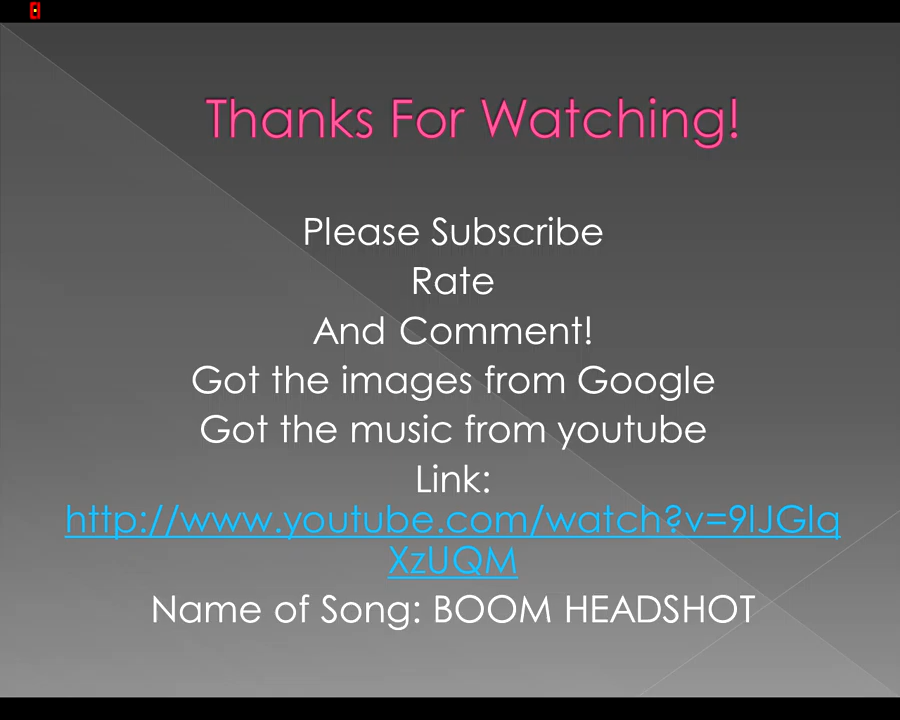 Thanks For Watching!
Please Subscribe
Rate
And Comment!
Got the images from Google
Got the music from youtube
Link:
http://www.youtube.com/watch?v=9lJGlq
XzUQM
Name of Song: BOOM HEADSHOT